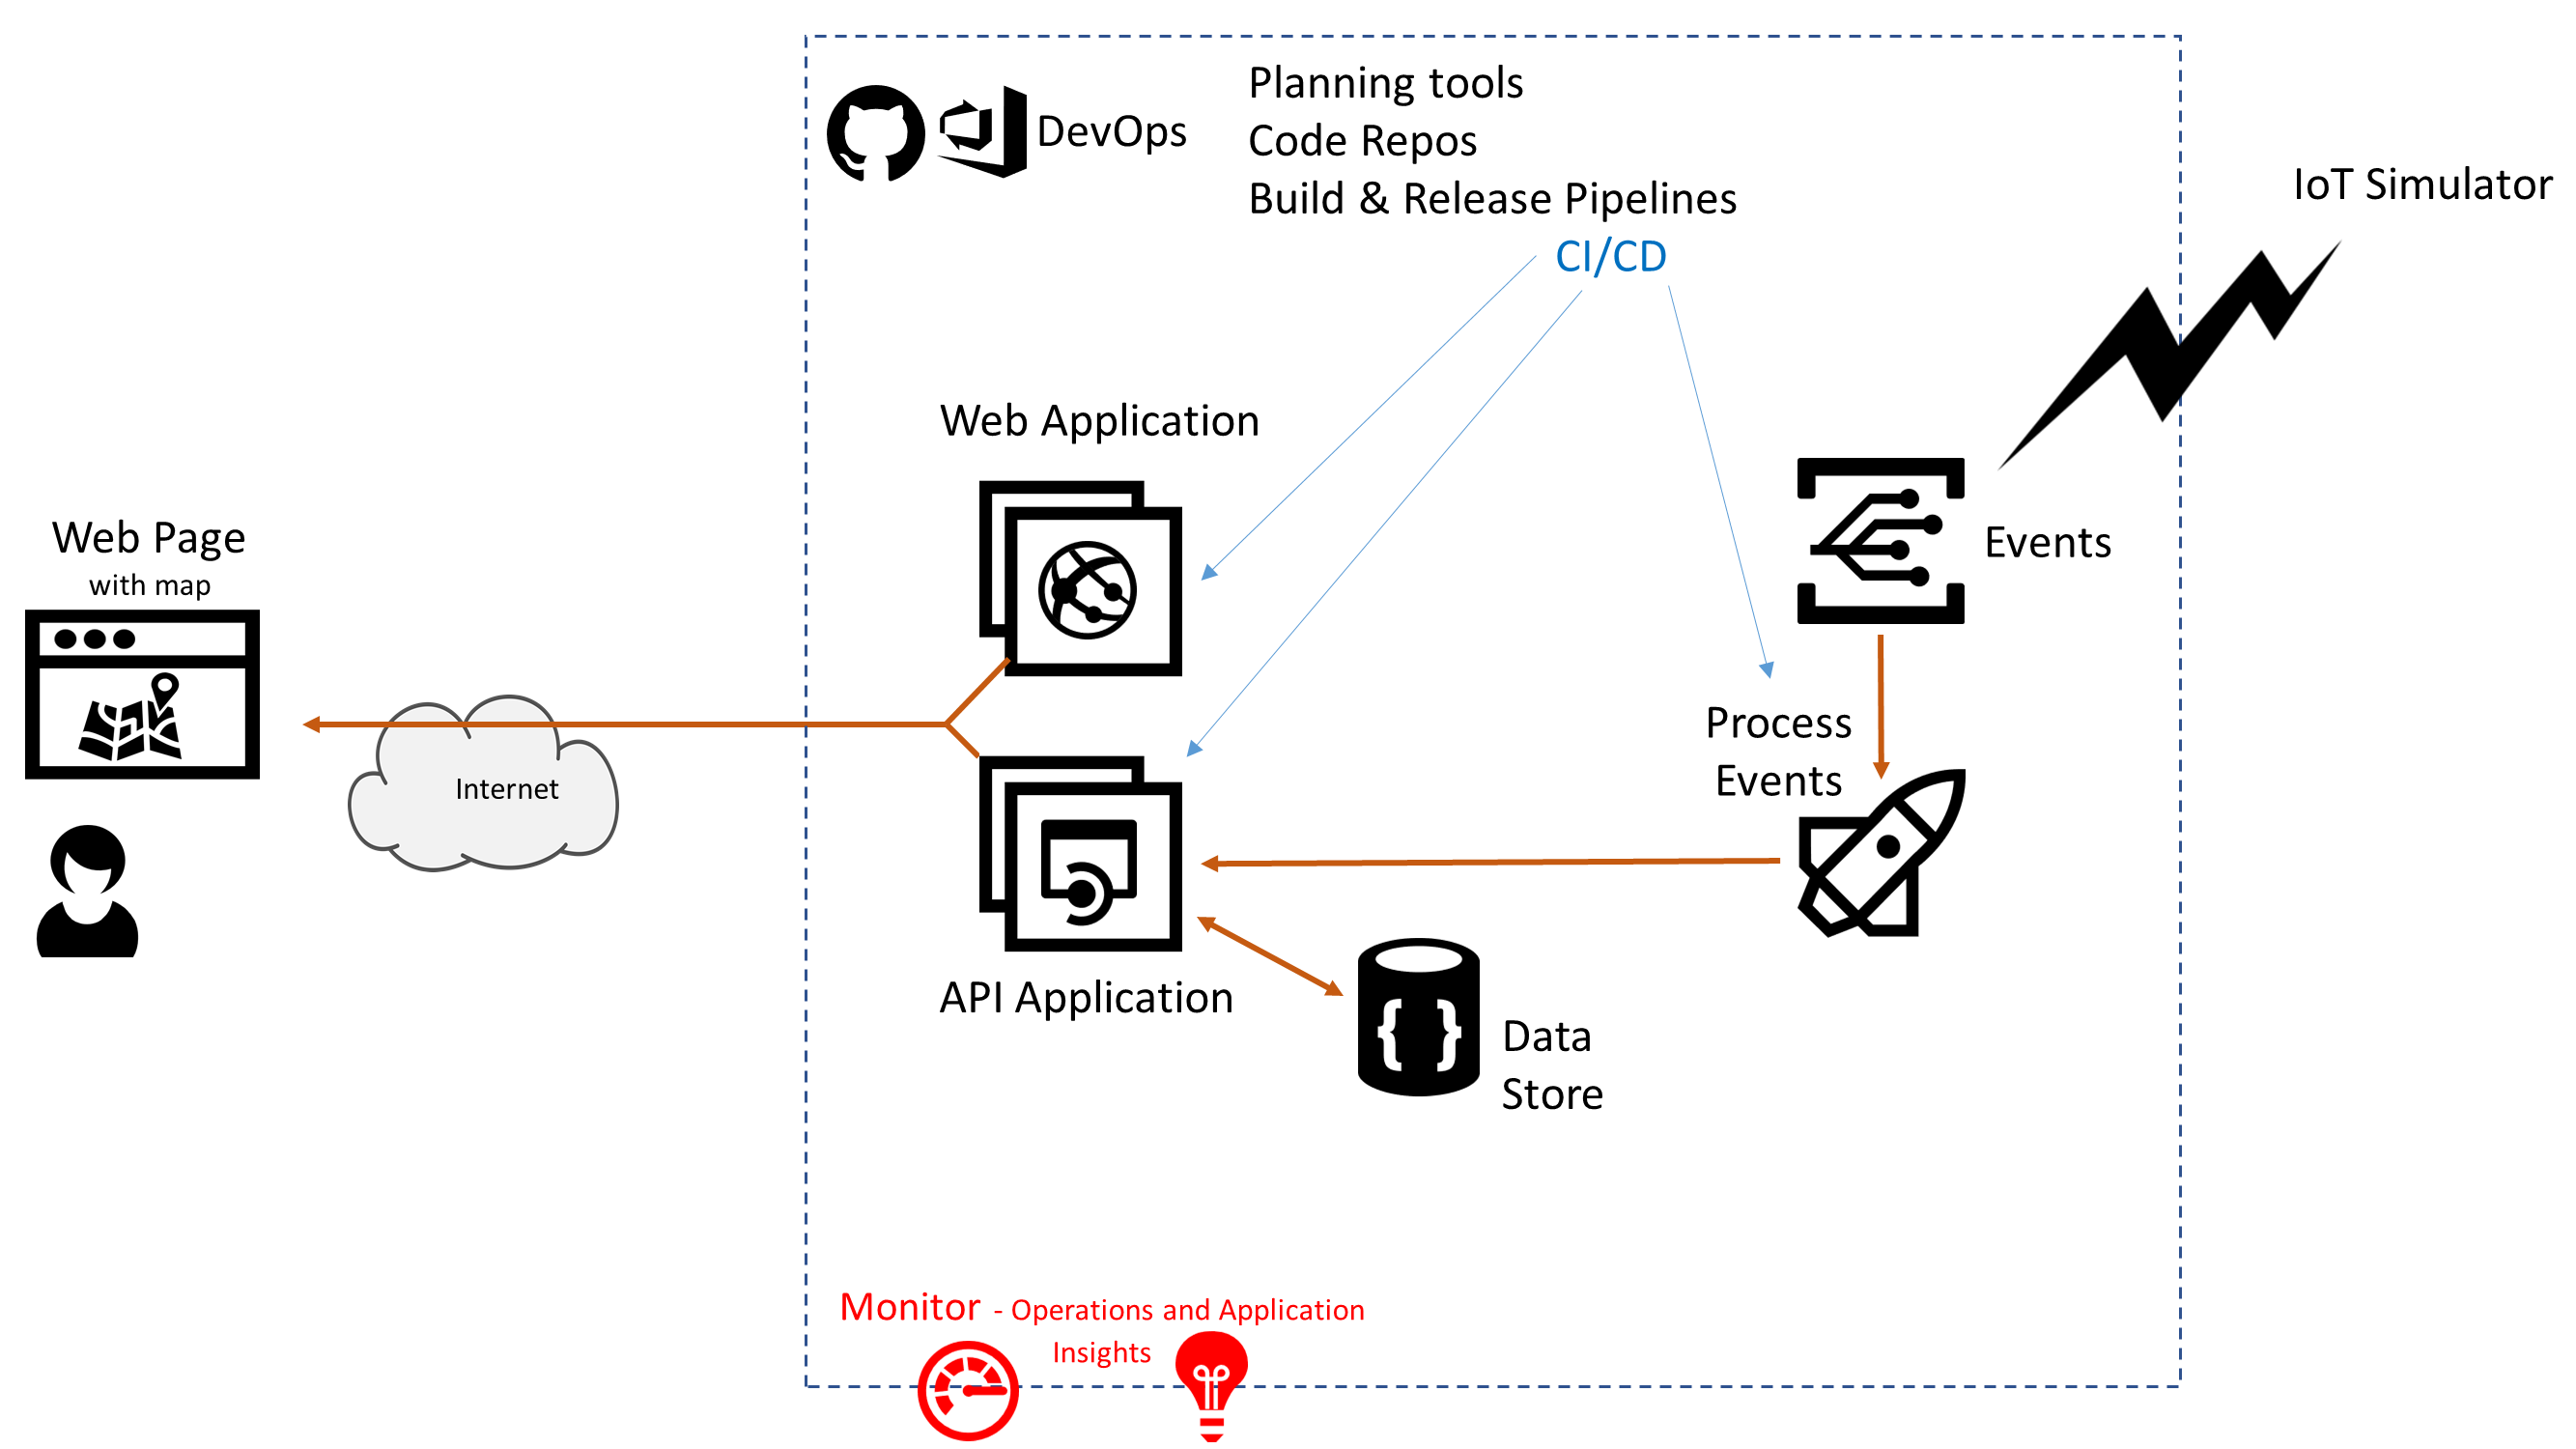 Planning tools
Code Repos
Build & Release Pipelines
CI/CD
DevOps
IoT Simulator
Web Application
Events
Web Page
with map
Internet
Process
Events
API Application
Data
Store
Monitor - Operations and Application
Insights